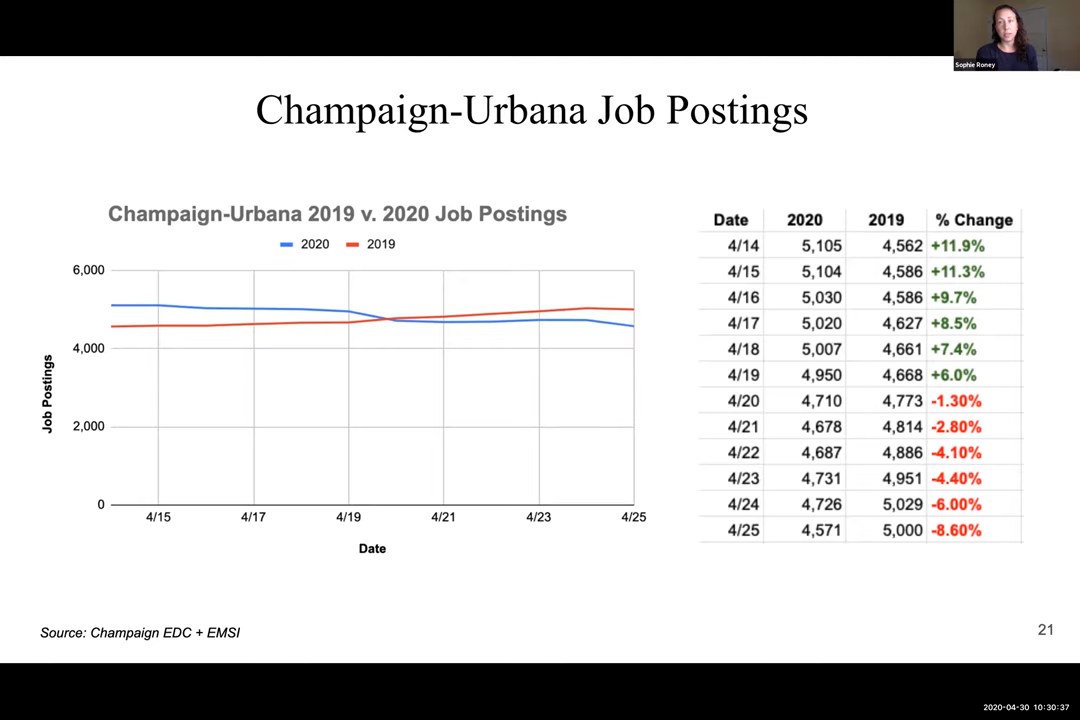 Sophie Roney
Champaign-Urbana Job Postings
Champaign-Urbana 2019 v. 2020 Job Postings
2020 2019
6,000
4,000
2,000
0
Job Postings
4/15 4/17 4/19 4/21 4/23 4/25
Date
Date 2020 2019 % Change
4/14 5,105 4,562 +11.9%
4/15 5,104 4,586 +11.3%
4/16 5,030 4,586 +9.7%
4/17 5,020 4,627 +8.5%
4/18 5,007 4,661 +7.4%
4/19 4,950 4,668 +6.0%
4/20 4,710 4,773 -1.30%
4/21 4,678 4,814 -2.80%
4/22 4,687 4,886 -4.10%
4/23 4,731 4,951 -4.40%
4/24 4,726 5,029 -6.00%
4/25 4,571 5,000 -8.60%
Source: Champaign EDC + EMSI
21
2020-04-30 10:30:37